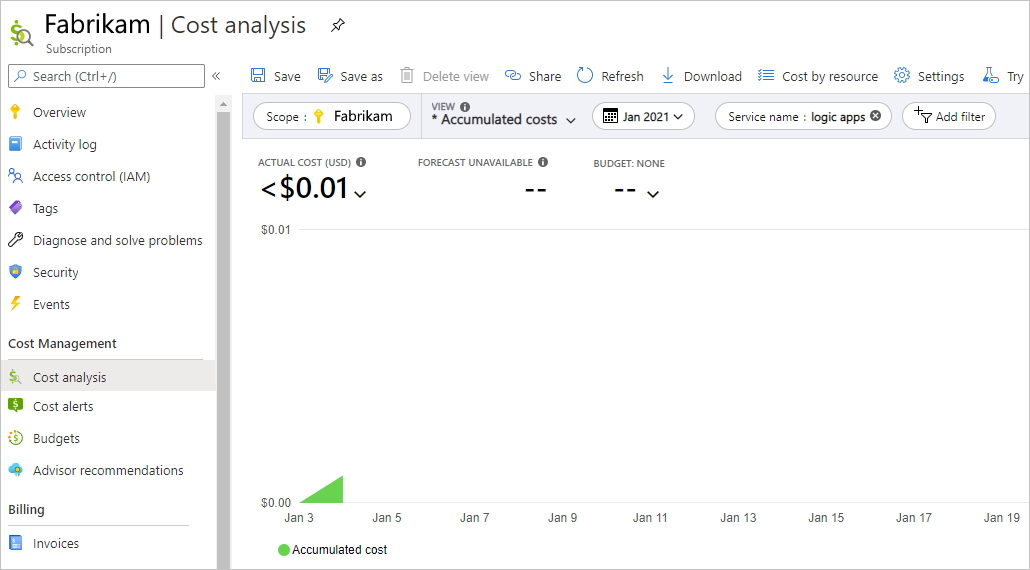 Fabrikam | Cost analysis
Subscription
Search (Ctrl+/)
«
Overview
Activity log
Access control (IAM)
Tags
Diagnose and solve problems
Security
Events
Cost Management
Cost analysis
Cost alerts
Budgets
Advisor recommendations
Billing
Invoices
Save Save as Delete view Share Refresh Download Cost by resource Settings Try
Scope : Fabrikam
VIEW
* Accumulated costs
Jan 2021
Service name : logic apps
Add filter
ACTUAL COST (USD)
<$0.01
FORECAST UNAVAILABLE
--
BUDGET: NONE
--
$0.01
$0.00
Jan 3 Jan 5 Jan 7 Jan 9 Jan 11 Jan 13 Jan 15 Jan 17 Jan 19
Accumulated cost